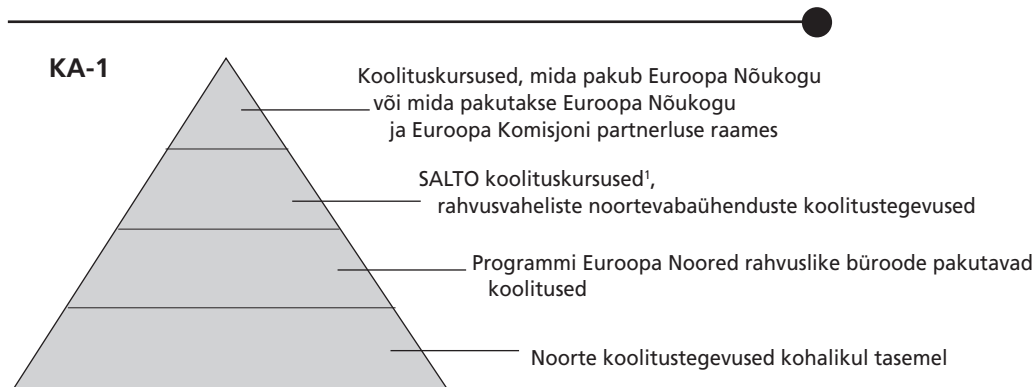 KA-1
Koolituskursused, mida pakub Euroopa Nõukogu
või mida pakutakse Euroopa Nõukogu
ja Euroopa Komisjoni partnerluse raames
SALTO koolituskursused¹,
rahvusvaheliste noortevabaühenduste koolitustegevused
Programmi Euroopa Noored rahvuslike büroode pakutavad
koolitused
Noorte koolitustegevused kohalikul tasemel